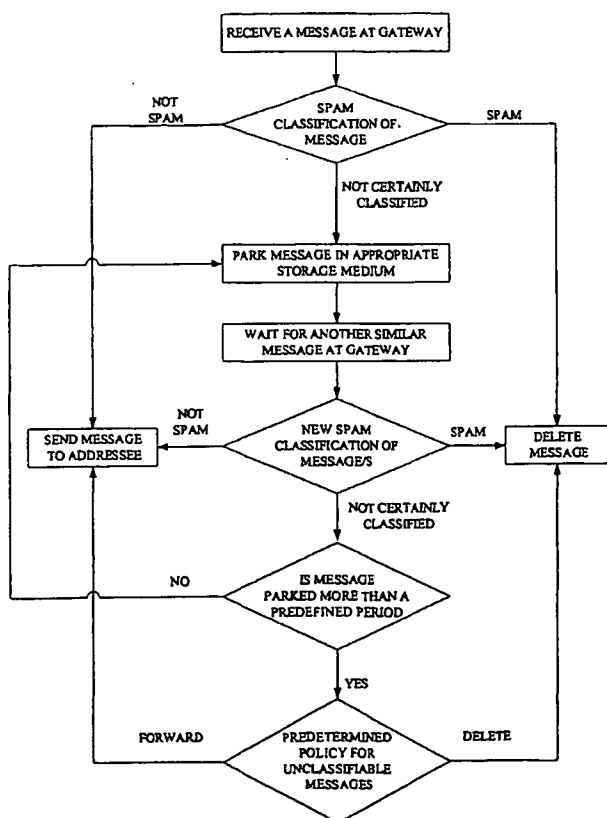 RECEIVE A MESSAGE AT GATEWAY
NOT
SPAM
SPAM
CLASSIFICATION OF
MESSAGE
SPAM
NOT CERTAINLY
CLASSIFIED
PARK MESSAGE IN APPROPRIATE
STORAGE MEDIUM
WAIT FOR ANOTHER SIMILAR
MESSAGE AT GATEWAY
SEND MESSAGE
TO ADDRESSEE
NOT
SPAM
NEW SPAM
CLASSIFICATION OF
MESSAGE/S
SPAM
DELETE
MESSAGE
NOT CERTAINLY
CLASSIFIED
NO
IS MESSAGE
PARKED MORE THAN A
PREDEFINED PERIOD
YES
FORWARD
PREDETERMINED
POLICY FOR
UNCLASSIFIABLE
MESSAGES
DELETE